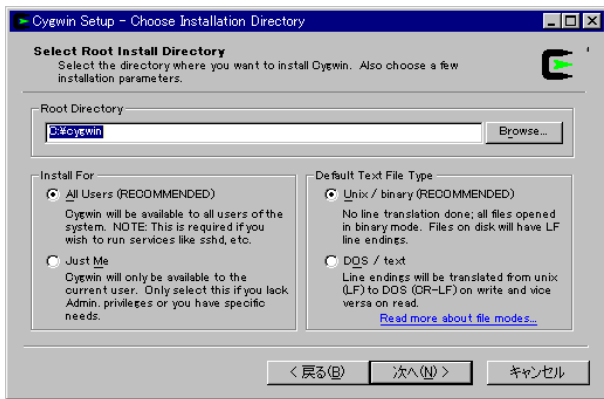 Cygwin Setup - Choose Installation Directory
Select Root Install Directory
Select the directory where you want to install Cygwin. Also choose a few
installation parameters.
Root Directory
C:¥cygwin
Browse...
Install For
All Users (RECOMMENDED)
Cygwin will be available to all users of the
system. NOTE: This is required if you
wish to run services like sshd, etc.
Just Me
Cygwin will only be available to the
current user. Only select this if you lack
Admin. privileges or you have specific
needs.
Default Text File Type
Unix / binary (RECOMMENDED)
No line translation done; all files opened
in binary mode. Files on disk will have LF
line endings.
DOS / text
Line endings will be translated from unix
(LF) to DOS (CR-LF) on write and vice
versa on read.
Read more about file modes...
< 戻る(B)
次へ(N) >
キャンセル